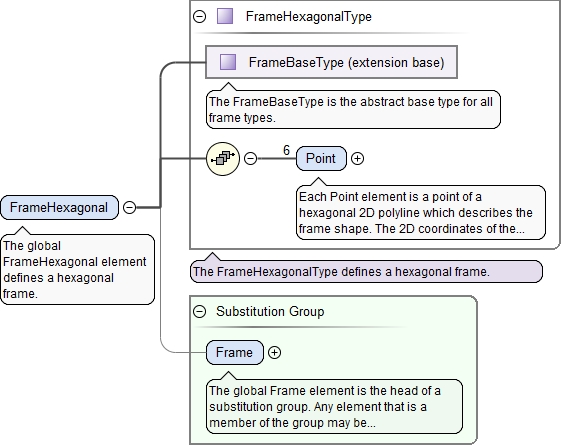 FrameHexagonalType
FrameBaseType (extension base)
The FrameBaseType is the abstract base type for all
frame types.
6
Point
Each Point element is a point of a
hexagonal 2D polyline which describes the
frame shape. The 2D coordinates of the...
FrameHexagonal
The global
FrameHexagonal element
defines a hexagonal
frame.
The FrameHexagonalType defines a hexagonal frame.
Substitution Group
Frame
The global Frame element is the head of a
substitution group. Any element that is a
member of the group may be...